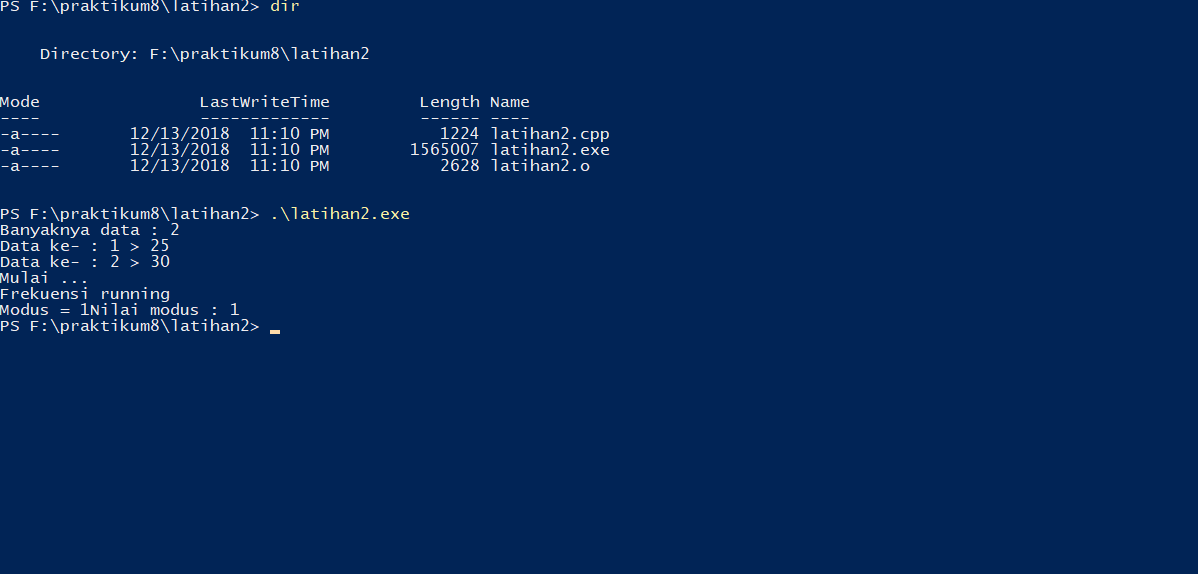 PS F:\praktikum8\latihan2> dir
Directory: F:\praktikum8\latihan2
Mode                LastWriteTime         Length Name
----                -------------         ------ ----
-a----       12/13/2018  11:10 PM           1224 latihan2.cpp
-a----       12/13/2018  11:10 PM        1565007 latihan2.exe
-a----       12/13/2018  11:10 PM           2628 latihan2.o
PS F:\praktikum8\latihan2> .\latihan2.exe
Banyaknya data : 2
Data ke- : 1 > 25
Data ke- : 2 > 30
Mulai ...
Frekuensi running
Modus = 1Nilai modus : 1
PS F:\praktikum8\latihan2>